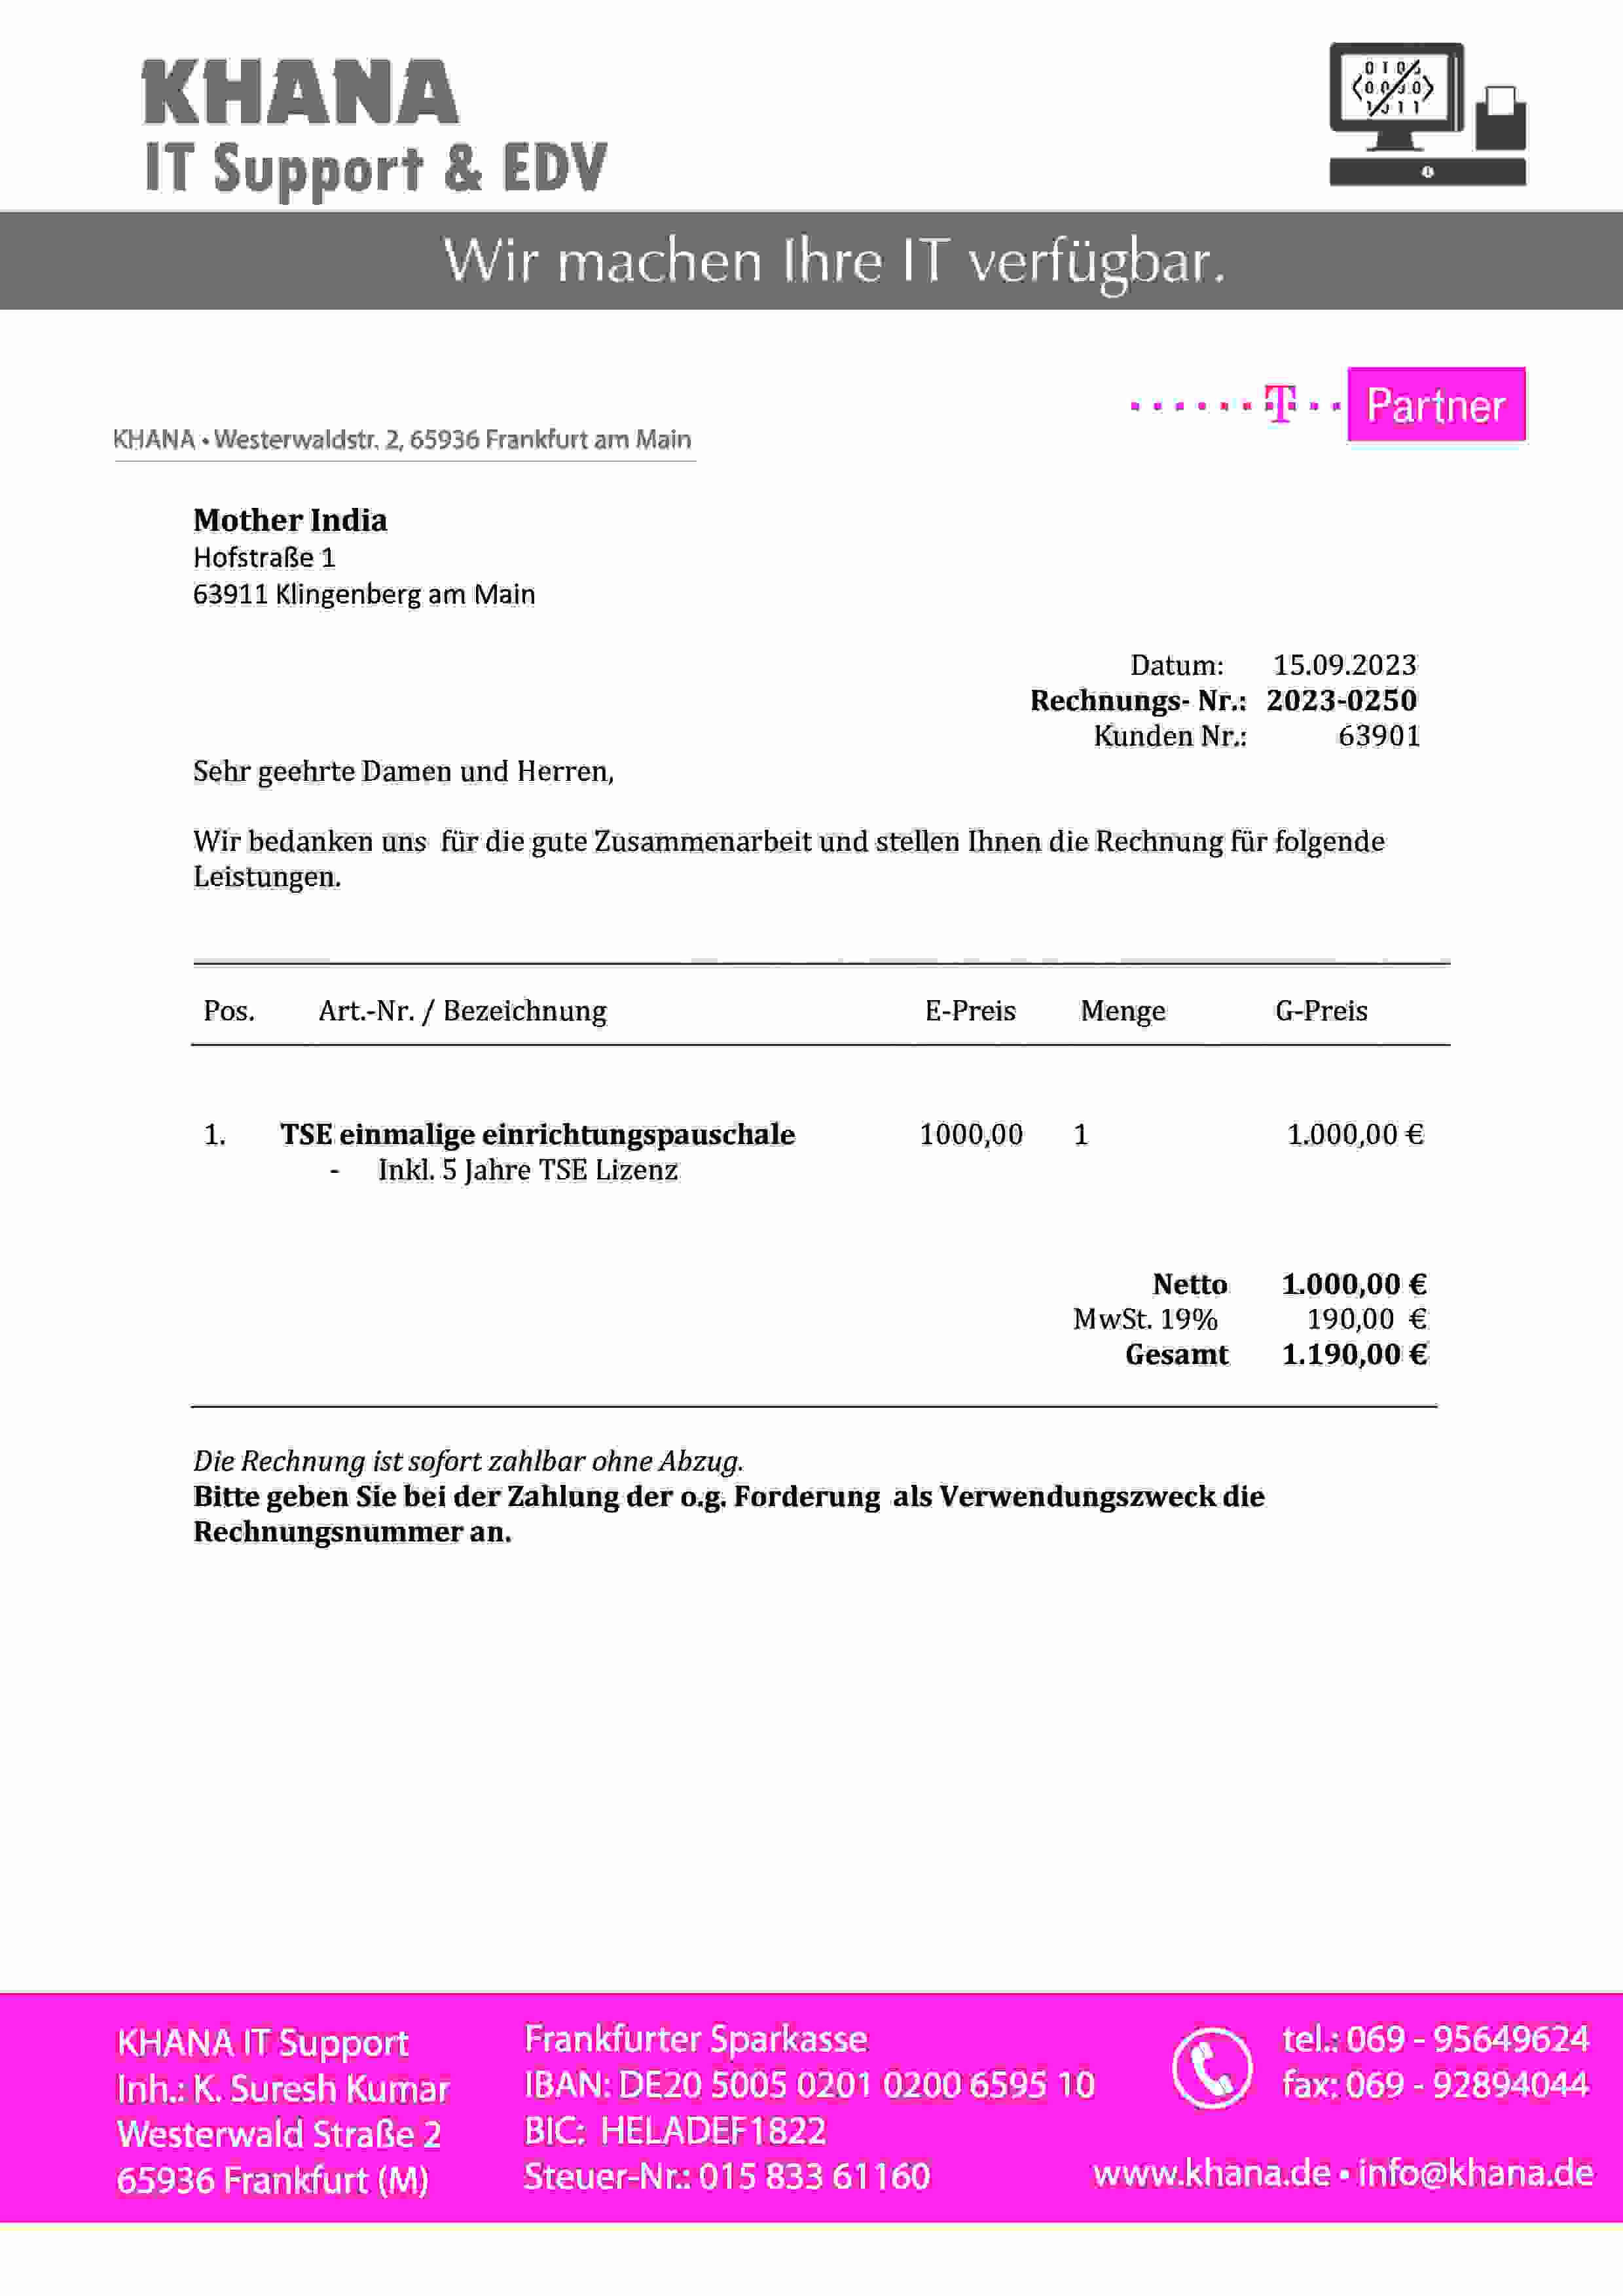 KHANA
IT Support & EDV
Wir machen Ihre IT verfügbar.
T Partner
KHANA • Westerwaldstr. 2, 65936 Frankfurt am Main
Mother India
Hofstraße 1
63911 Klingenberg am Main
Datum: 15.09.2023
Rechnungs- Nr.: 2023-0250
Kunden Nr.: 63901
Sehr geehrte Damen und Herren,
Wir bedanken uns für die gute Zusammenarbeit und stellen Ihnen die Rechnung für folgende
Leistungen.
Pos. Art.-Nr. / Bezeichnung E-Preis Menge G-Preis
1. TSE einmalige einrichtungspauschale 1000,00 1 1.000,00 €
- Inkl. 5 Jahre TSE Lizenz
Netto 1.000,00 €
MwSt. 19% 190,00 €
Gesamt 1.190,00 €
Die Rechnung ist sofort zahlbar ohne Abzug.
Bitte geben Sie bei der Zahlung der o.g. Forderung als Verwendungszweck die
Rechnungsnummer an.
KHANA IT Support
Inh.: K. Suresh Kumar
Westerwald Straße 2
65936 Frankfurt (M)
Frankfurter Sparkasse
IBAN: DE20 5005 0201 0200 6595 10
BIC: HELADEF1822
Steuer-Nr.: 015 833 61160
tel.: 069 - 95649624
fax: 069 - 92894044
www.khana.de • info@khana.de